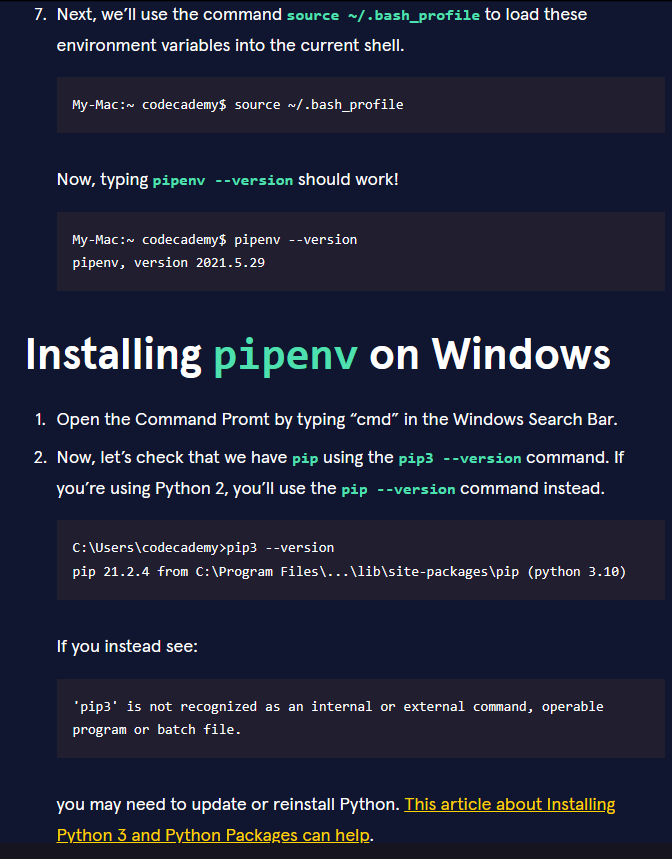 7. Next, we’ll use the command source ~/.bash_profile to load these
environment variables into the current shell.
My-Mac:~ codecademy$ source ~/.bash_profile
Now, typing pipenv --version should work!
My-Mac:~ codecademy$ pipenv --version
pipenv, version 2021.5.29
Installing pipenv on Windows
1. Open the Command Promt by typing “cmd” in the Windows Search Bar.
2. Now, let’s check that we have pip using the pip3 --version command. If
you’re using Python 2, you’ll use the pip --version command instead.
C:\Users\codecademy>pip3 --version
pip 21.2.4 from C:\Program Files\...\lib\site-packages\pip (python 3.10)
If you instead see:
'pip3' is not recognized as an internal or external command, operable
program or batch file.
you may need to update or reinstall Python. This article about Installing
Python 3 and Python Packages can help.